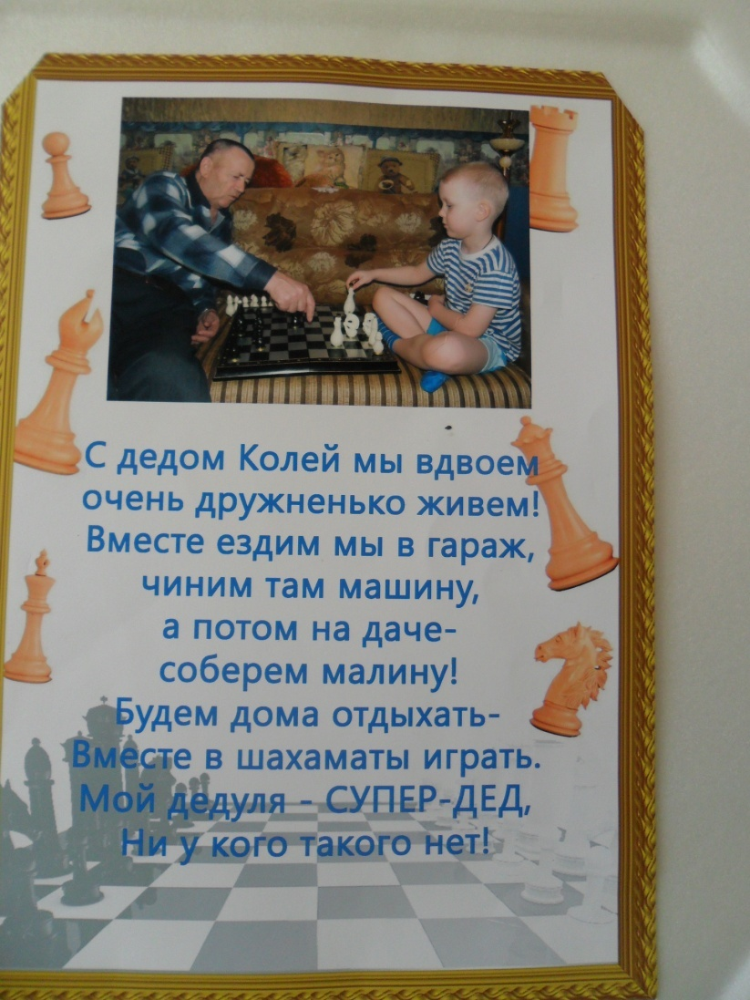 С дедом Колей мы вдвоем
очень дружненько живем!
Вместе ездим мы в гараж,
чиним там машину,
а потом на даче-
соберем малину!
Будем дома отдыхать-
Вместе в шахаматы играть.
Мой дедуля - СУПЕР-ДЕД,
Ни у кого такого нет!